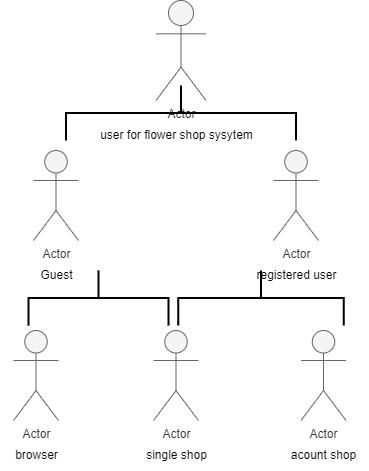 Actor
user for flower shop sysytem
Actor
Guest
Actor
registered user
Actor
browser
Actor
single shop
Actor
acount shop